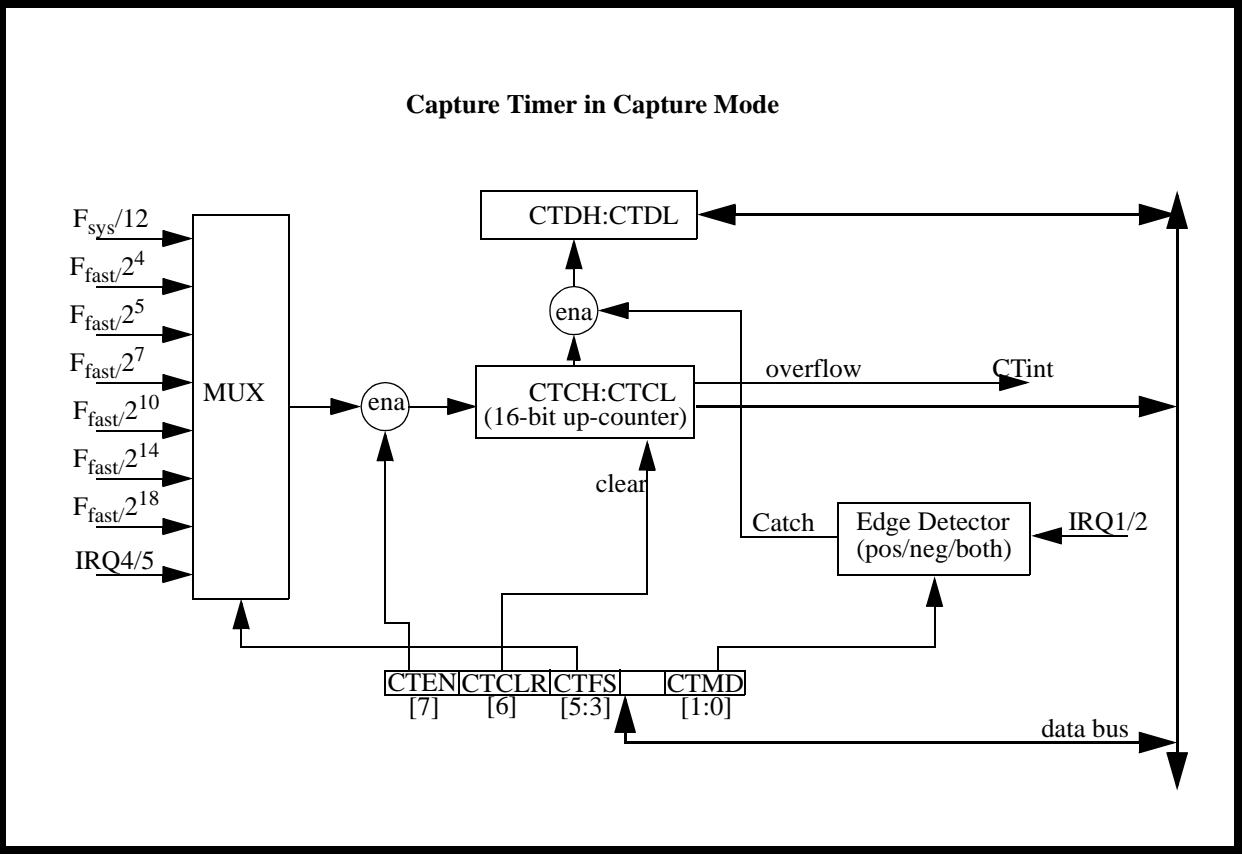 Capture Timer in Capture Mode
CTDH:CTDL
Fsys/12
Ffast/2^4
Ffast/2^5
Ffast/2^7
Ffast/2^10
Ffast/2^14
Ffast/2^18
IRQ4/5
MUX
ena
ena
CTCH:CTCL
(16-bit up-counter)
overflow
CTint
clear
Catch
Edge Detector
(pos/neg/both)
IRQ1/2
CTEN CTCLR CTFS CTMD
[7] [6] [5:3] [1:0]
data bus